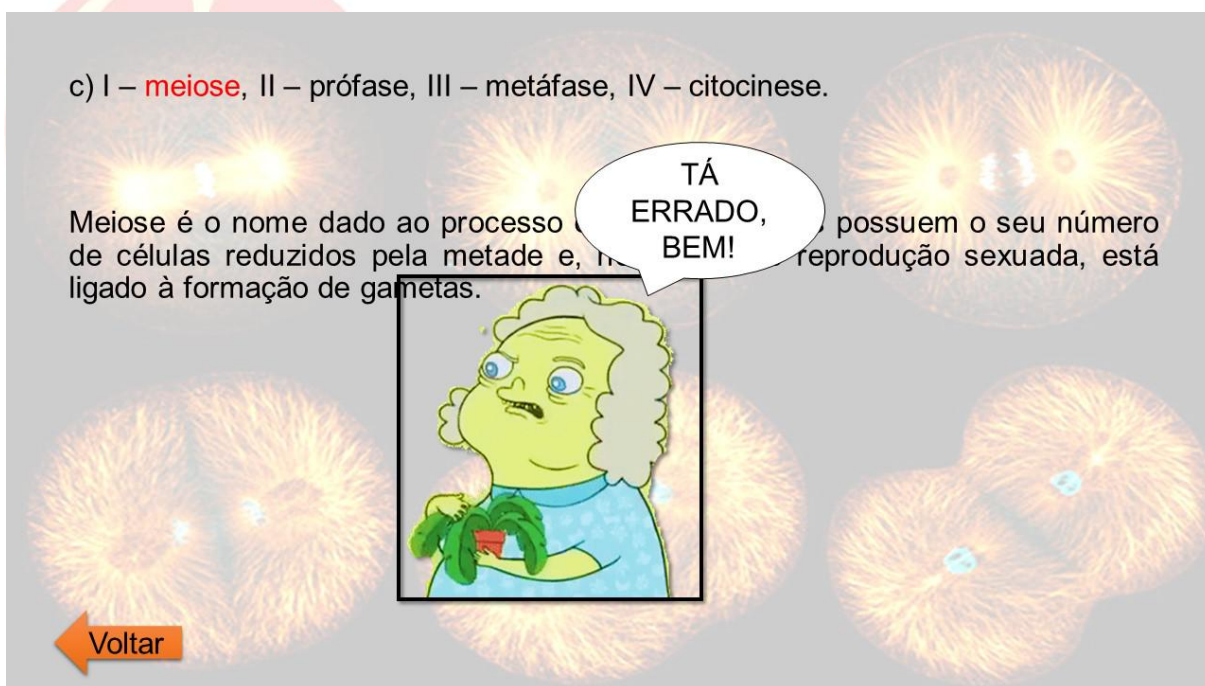 c) I – meiose, II – prófase, III – metáfase, IV – citocinese.
TÁ
ERRADO,
BEM!
Meiose é o nome dado ao processo possuem o seu número
de células reduzidos pela metade e, reprodução sexuada, está
ligado à formação de gametas.
Voltar